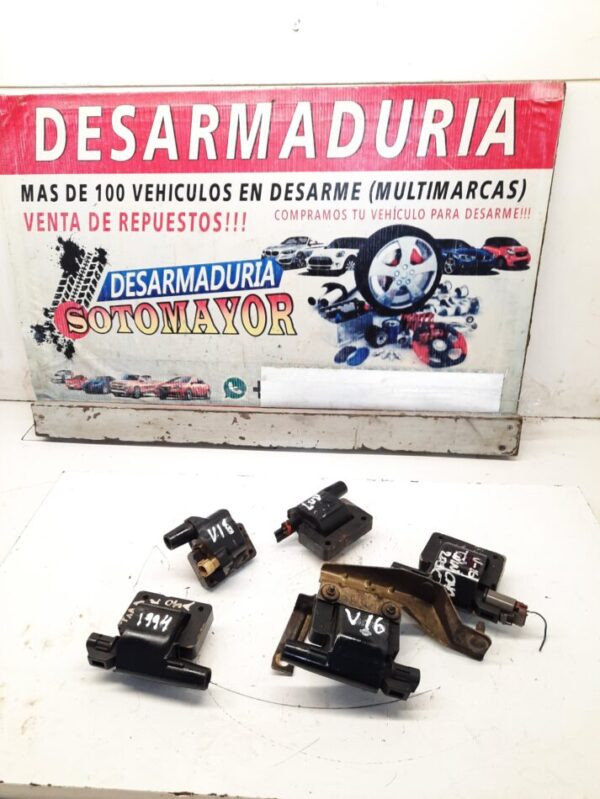 DESARMADURIA
MAS DE 100 VEHICULOS EN DESARME (MULTIMARCAS)
VENTA DE REPUESTOS!!! COMPRAMOS TU VEHÍCULO PARA DESARME!!!
DESARMADURIA
SOTOMAYOR
+
V16
1994
V16